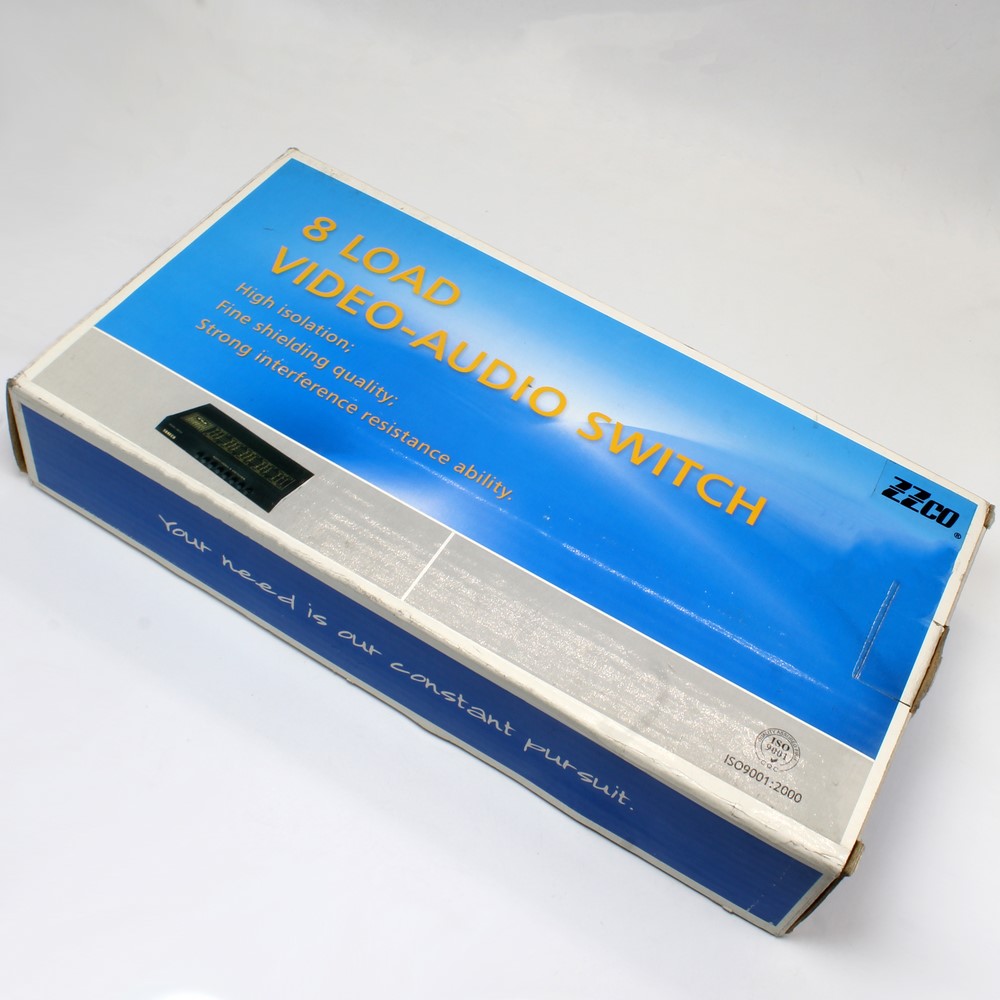 8 LOAD
VIDEO-AUDIO SWITCH
High isolation;
Fine shielding quality;
Strong interference resistance ability.
ZZCO®
ISO
9001
CQC
ISO9001:2000
Your need is our constant pursuit.